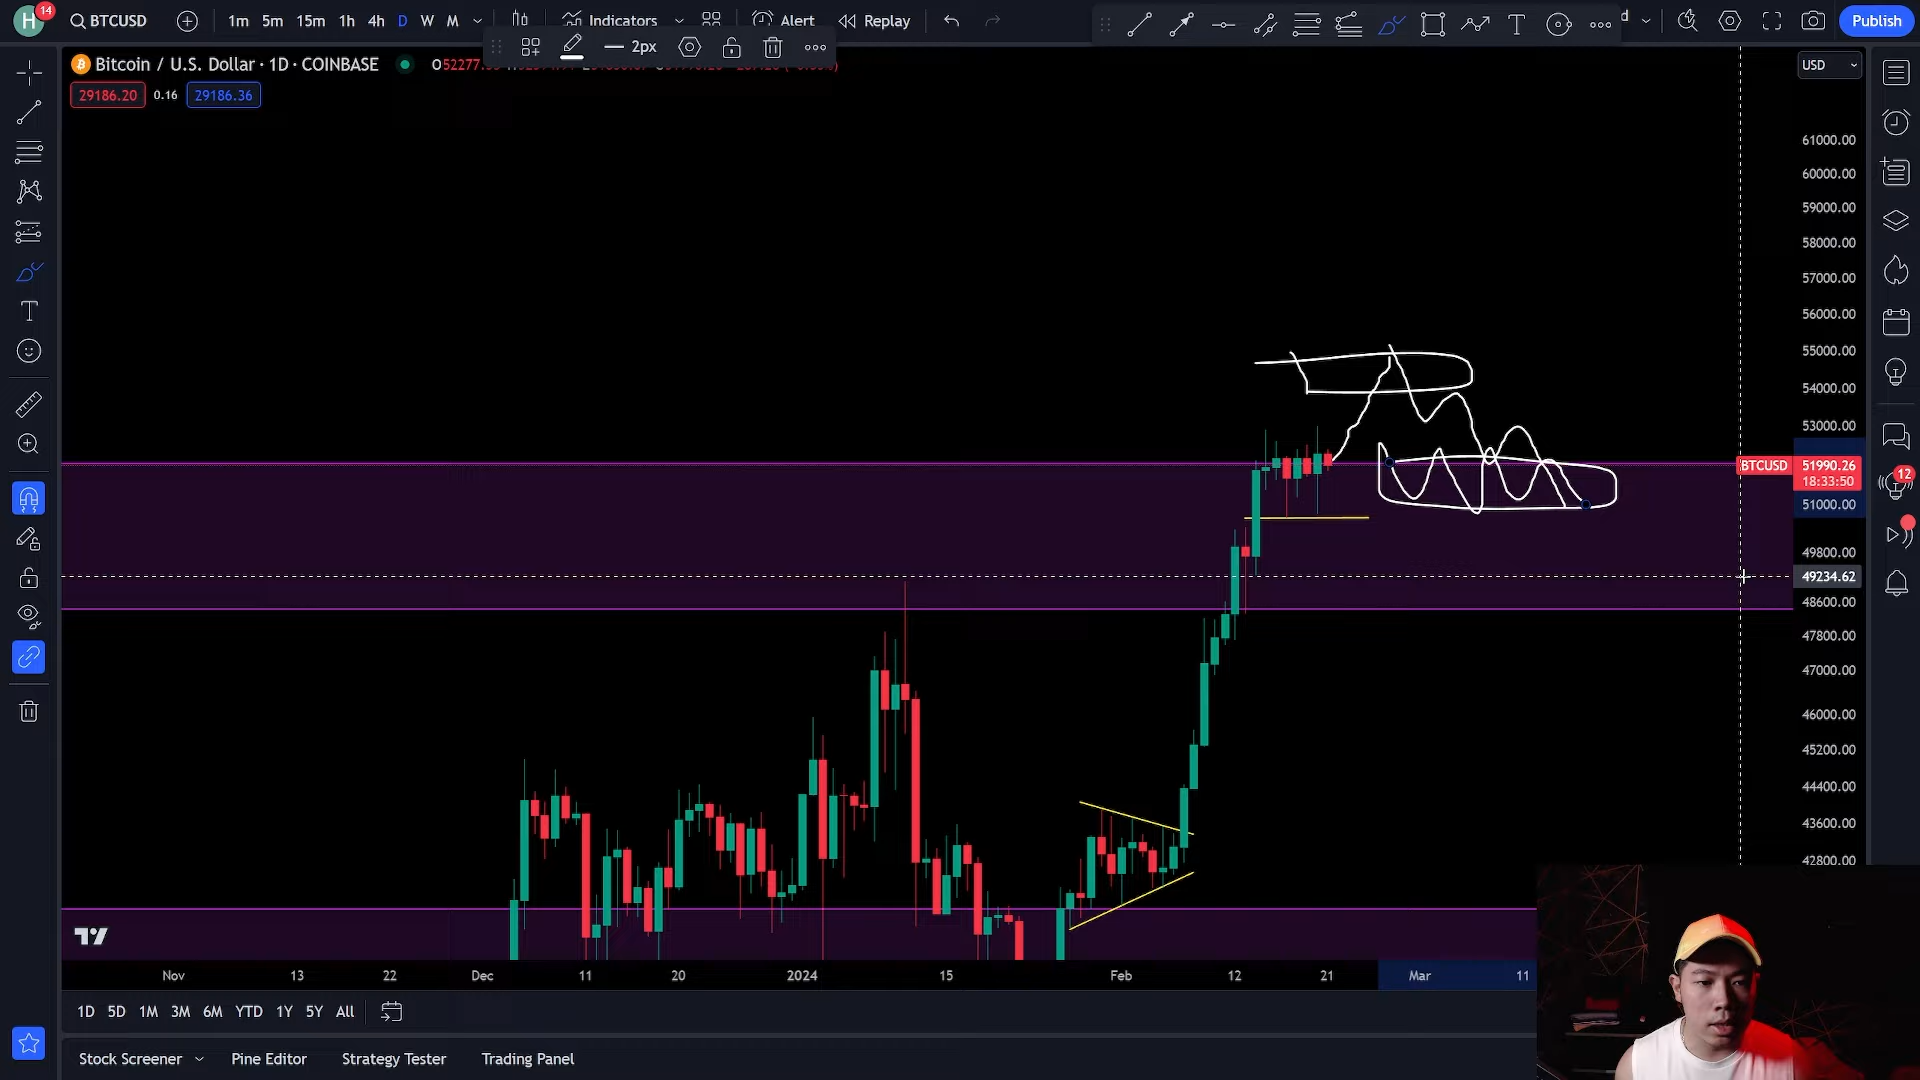 H 14 BTCUSD 1m 5m 15m 1h 4h D W M Indicators Alert Replay d Publish
2px
Bitcoin / U.S. Dollar · 1D · COINBASE
USD
29186.20 0.16 29186.36
61000.00
60000.00
59000.00
58000.00
57000.00
56000.00
55000.00
54000.00
53000.00
BTCUSD 51990.26
18:33:50
12
51000.00
49800.00
49234.62
48600.00
47800.00
47000.00
46000.00
45200.00
44400.00
43600.00
42800.00
Nov 13 22 Dec 11 20 2024 15 Feb 12 21 Mar 11
1D 5D 1M 3M 6M YTD 1Y 5Y All
Stock Screener Pine Editor Strategy Tester Trading Panel